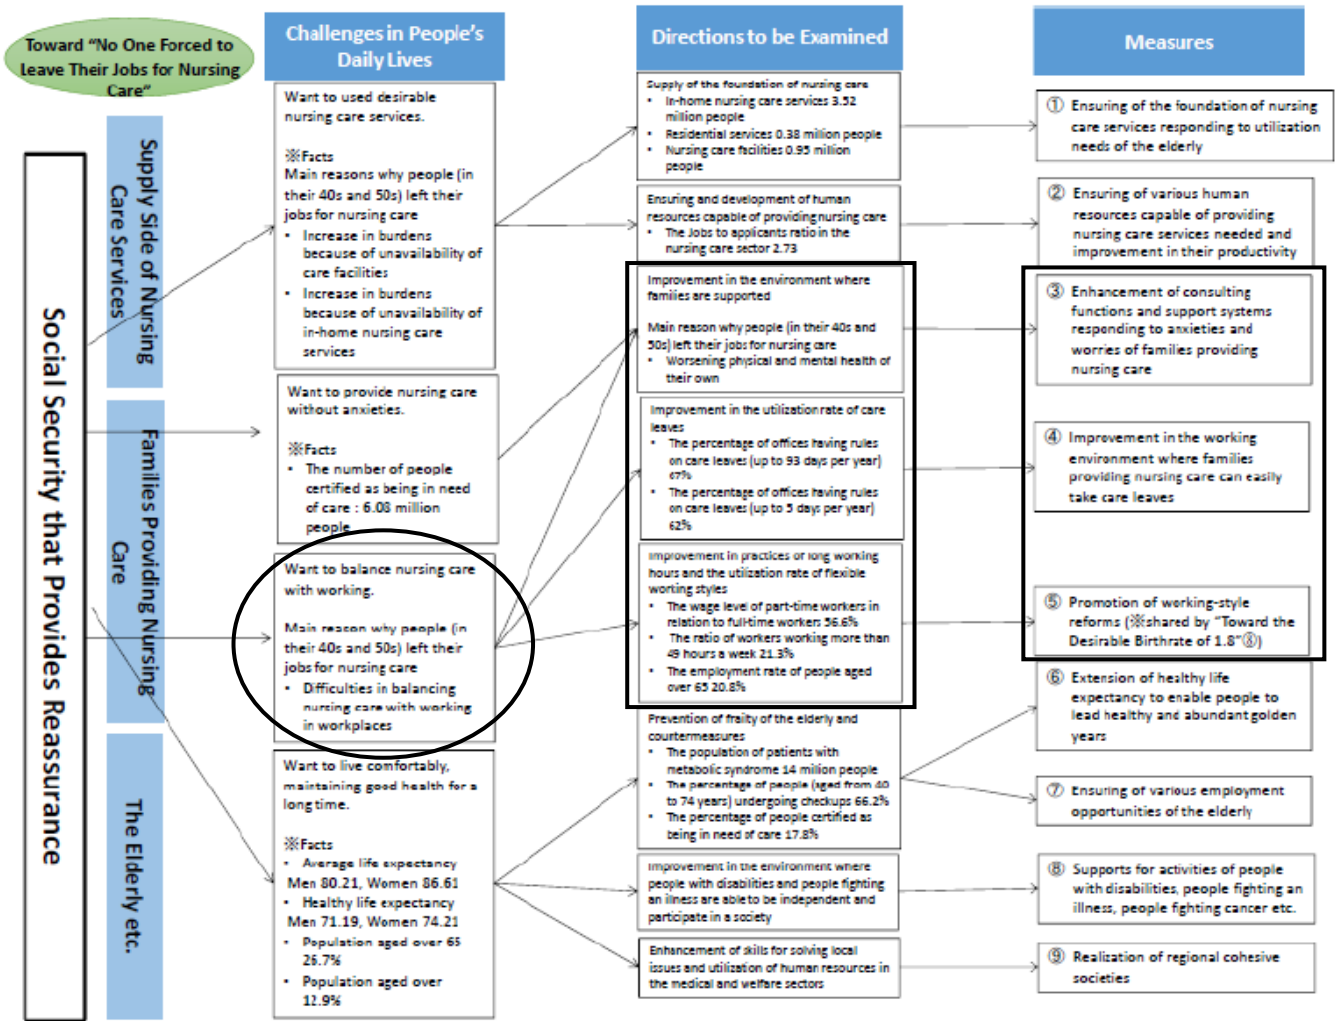 Toward "No One Forced to
Leave Their Jobs for Nursing
Care"
Challenges in People's
Daily Lives
Directions to be Examined
Measures
Social Security that Provides Reassurance
Supply Side of Nursing
Care Services
Families Providing Nursing
Care
The Elderly etc.
Want to used desirable
nursing care services.
※Facts
Main reasons why people (in
their 40s and 50s) left their
jobs for nursing care
• Increase in burdens
because of unavailability of
care facilities
• Increase in burdens
because of unavailability of
in-home nursing care
services
Want to provide nursing care
without anxieties.
※Facts
• The number of people
certified as being in need
of care : 6.08 million
people
Want to balance nursing care
with working.
Main reason why people (in
their 40s and 50s) left their
jobs for nursing care
• Difficulties in balancing
nursing care with working
in workplaces
Want to live comfortably,
maintaining good health for a
long time.
※Facts
• Average life expectancy
Men 80.21, Women 86.61
• Healthy life expectancy
Men 71.19, Women 74.21
• Population aged over 65
26.7%
• Population aged over
12.9%
Supply of the foundation of nursing care
• In-home nursing care services 3.52
million people
• Residential services 0.38 million people
• Nursing care facilities 0.95 million
people
Ensuring and development of human
resources capable of providing nursing care
• The Jobs to applicants ratio in the
nursing care sector 2.73
Improvement in the environment where
families are supported
Main reason why people (in their 40s and
50s) left their jobs for nursing care
• Worsening physical and mental health of
their own
Improvement in the utilization rate of care
leaves
• The percentage of offices having rules
on care leaves (up to 93 days per year)
67%
• The percentage of offices having rules
on care leaves (up to 5 days per year)
62%
Improvement in practices of long working
hours and the utilization rate of flexible
working styles
• The wage level of part-time workers in
relation to full-time workers 56.6%
• The ratio of workers working more than
49 hours a week 21.3%
• The employment rate of people aged
over 65 20.8%
Prevention of frailty of the elderly and
countermeasures
• The population of patients with
metabolic syndrome 14 million people
• The percentage of people (aged from 40
to 74 years) undergoing checkups 66.2%
• The percentage of people certified as
being in need of care 17.8%
Improvement in the environment where
people with disabilities and people fighting
an illness are able to be independent and
participate in a society
Enhancement of skills for solving local
issues and utilization of human resources in
the medical and welfare sectors
① Ensuring of the foundation of nursing
care services responding to utilization
needs of the elderly
② Ensuring of various human
resources capable of providing
nursing care services needed and
improvement in their productivity
③ Enhancement of consulting
functions and support systems
responding to anxieties and
worries of families providing
nursing care
④ Improvement in the working
environment where families
providing nursing care can easily
take care leaves
⑤ Promotion of working-style
reforms (※shared by "Toward the
Desirable Birthrate of 1.8"⑧)
⑥ Extension of healthy life
expectancy to enable people to
lead healthy and abundant golden
years
⑦ Ensuring of various employment
opportunities of the elderly
⑧ Supports for activities of people
with disabilities, people fighting an
illness, people fighting cancer etc.
⑨ Realization of regional cohesive
societies